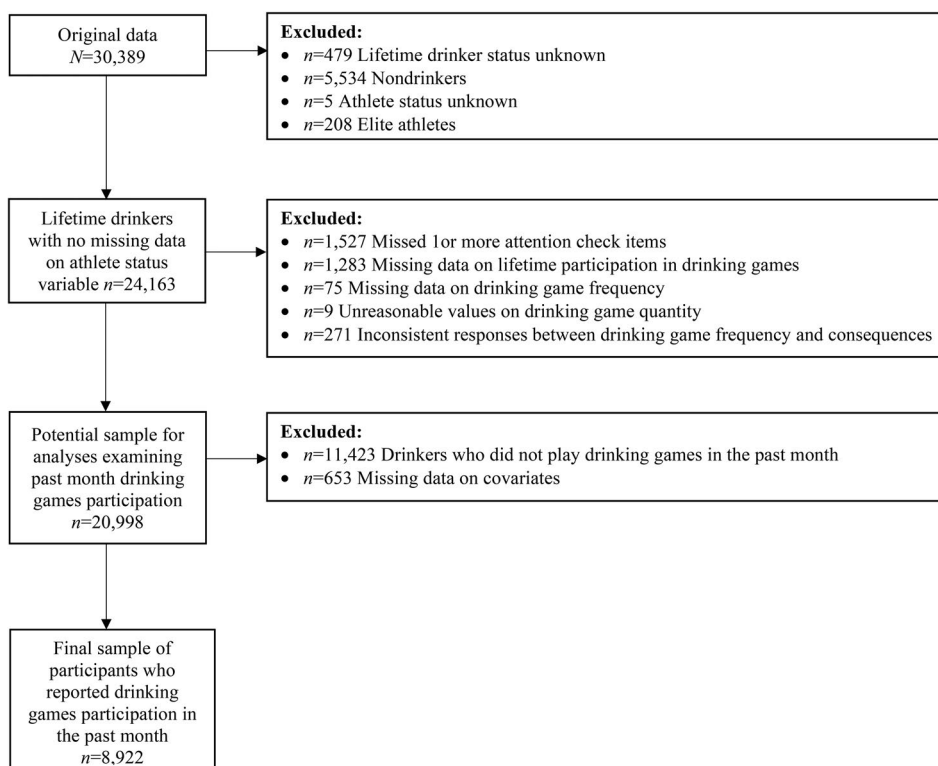 Original data
N=30,389
Excluded:
• n=479 Lifetime drinker status unknown
• n=5,534 Nondrinkers
• n=5 Athlete status unknown
• n=208 Elite athletes
Lifetime drinkers
with no missing data
on athlete status
variable n=24,163
Excluded:
• n=1,527 Missed 1or more attention check items
• n=1,283 Missing data on lifetime participation in drinking games
• n=75 Missing data on drinking game frequency
• n=9 Unreasonable values on drinking game quantity
• n=271 Inconsistent responses between drinking game frequency and consequences
Potential sample for
analyses examining
past month drinking
games participation
n=20,998
Excluded:
• n=11,423 Drinkers who did not play drinking games in the past month
• n=653 Missing data on covariates
Final sample of
participants who
reported drinking
games participation in
the past month
n=8,922